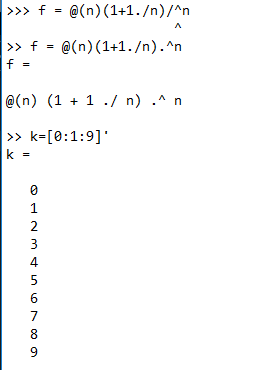 >>> f = @(n)(1+1./n)/^n
^
>> f = @(n)(1+1./n).^n
f =
@(n) (1 + 1 ./ n) .^ n
>> k=[0:1:9]'
k =
0
1
2
3
4
5
6
7
8
9